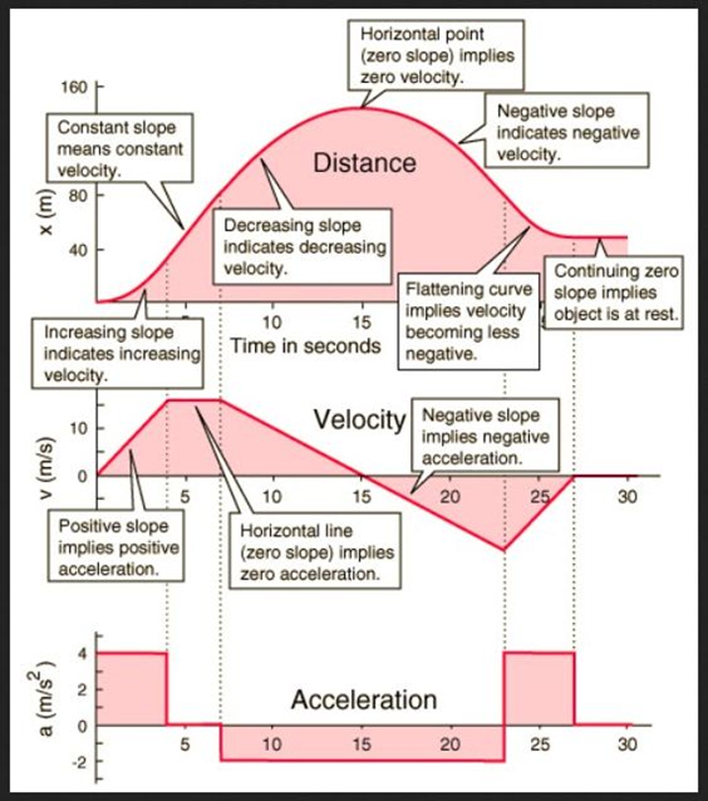 Horizontal point
(zero slope) implies
zero velocity.
160
Negative slope
indicates negative
velocity.
Constant slope
means constant
velocity.
Distance
80
x (m)
Decreasing slope
indicates decreasing
velocity.
40
Flattening curve
implies velocity
becoming less
negative.
Continuing zero
slope implies
object is at rest.
10
15
Time in seconds
Increasing slope
indicates increasing
velocity.
Velocity
Negative slope
implies negative
acceleration.
10
v (m/s)
0
5
10
15
20
25
30
Positive slope
implies positive
acceleration.
Horizontal line
(zero slope) implies
zero acceleration.
4
a (m/s2)
2
Acceleration
0
5
10
15
20
25
30
-2